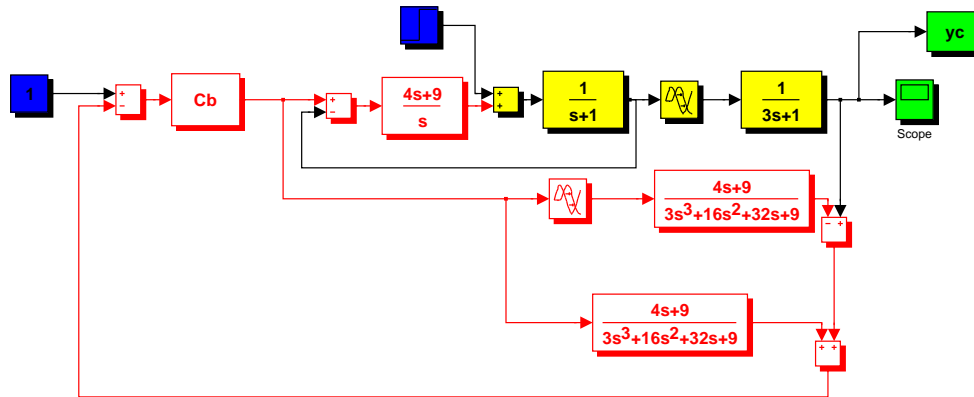 yc
1
+
−
Cb
+
−
4s+9
s
+
+
1
s+1
1
3s+1
Scope
4s+9
3s³+16s²+32s+9
− +
4s+9
3s³+16s²+32s+9
+ +